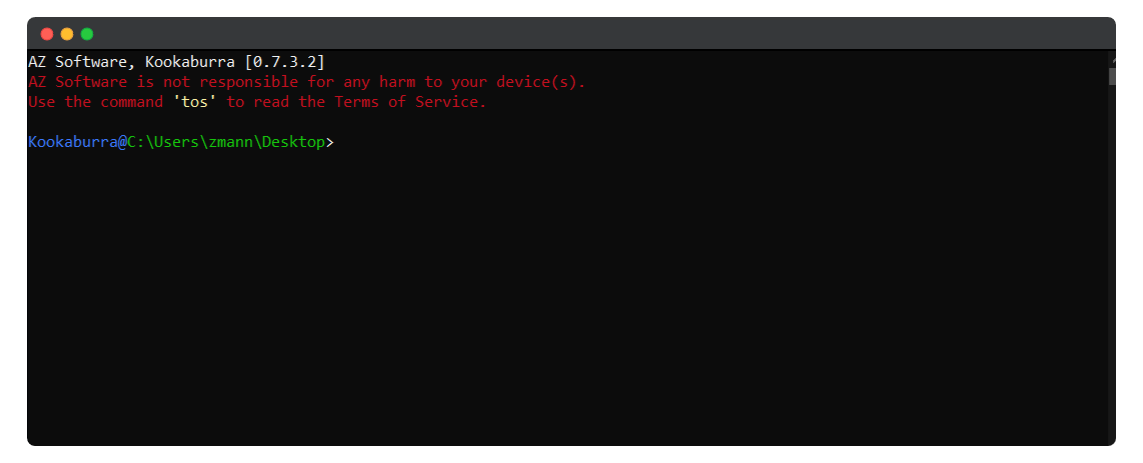 AZ Software, Kookaburra [0.7.3.2]
AZ Software is not responsible for any harm to your device(s).
Use the command 'tos' to read the Terms of Service.
Kookaburra@C:\Users\zmann\Desktop>